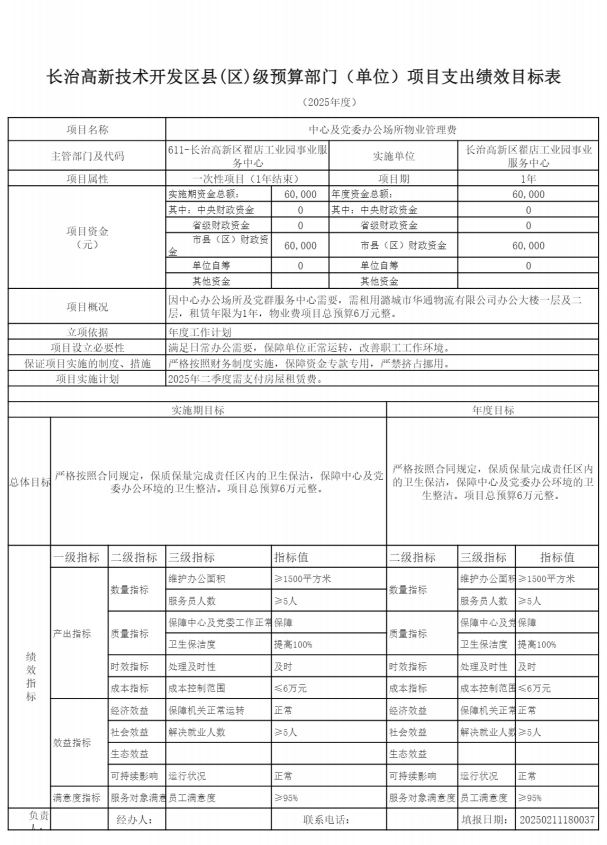 长治高新技术开发区县(区)级预算部门（单位）项目支出绩效目标表
（2025年度）
项目名称 中心及党委办公场所物业管理费
主管部门及代码 611-长治高新区翟店工业园事业服务中心 实施单位 长治高新区翟店工业园事业服务中心
项目属性 一次性项目（1年结束） 项目期 1年
项目资金（元） 实施期资金总额: 60,000 年度资金总额: 60,000
其中: 中央财政资金 0 其中: 中央财政资金 0
省级财政资金 0 省级财政资金 0
市县（区）财政资金 60,000 市县（区）财政资金 60,000
单位自筹 0 单位自筹 0
其他资金 其他资金
项目概况 因中心办公场所及党群服务中心需要，需租用潞城市华通物流有限公司办公大楼一层及二层，租赁年限为1年，物业费项目总预算6万元整。
立项依据 年度工作计划
项目设立必要性 满足日常办公需要，保障单位正常运转，改善职工工作环境。
保证项目实施的制度、措施 严格按照财务制度实施，保障资金专款专用，严禁挤占挪用。
项目实施计划 2025年二季度需支付房屋租赁费。
实施期目标 年度目标
总体目标 严格按照合同规定，保质保量完成责任区内的卫生保洁，保障中心及党委办公环境的卫生整洁。项目总预算6万元整。 严格按照合同规定，保质保量完成责任区内的卫生保洁，保障中心及党委办公环境的卫生整洁。项目总预算6万元整。
绩效指标 一级指标 二级指标 三级指标 指标值 二级指标 三级指标 指标值
产出指标 数量指标 维护办公面积 ≥1500平方米 数量指标 维护办公面积 ≥1500平方米
服务员人数 ≥5人 服务员人数 ≥5人
质量指标 保障中心及党委工作正常 保障 质量指标 保障中心及党 保障
卫生保洁度 提高100% 卫生保洁度 提高100%
时效指标 处理及时性 及时 时效指标 处理及时性 及时
成本指标 成本控制范围 ≤6万元 成本指标 成本控制范围 ≤6万元
效益指标 经济效益 保障机关正常运转 正常 经济效益 保障机关正常 正常
社会效益 解决就业人数 ≥5人 社会效益 解决就业人数 ≥5人
生态效益 生态效益
可持续影响 运行状况 正常 可持续影响 运行状况 正常
满意度指标 服务对象满意 员工满意度 ≥95% 服务对象满意度 员工满意度 ≥95%
负责人: 经办人: 联系电话: 填报日期: 20250211180037